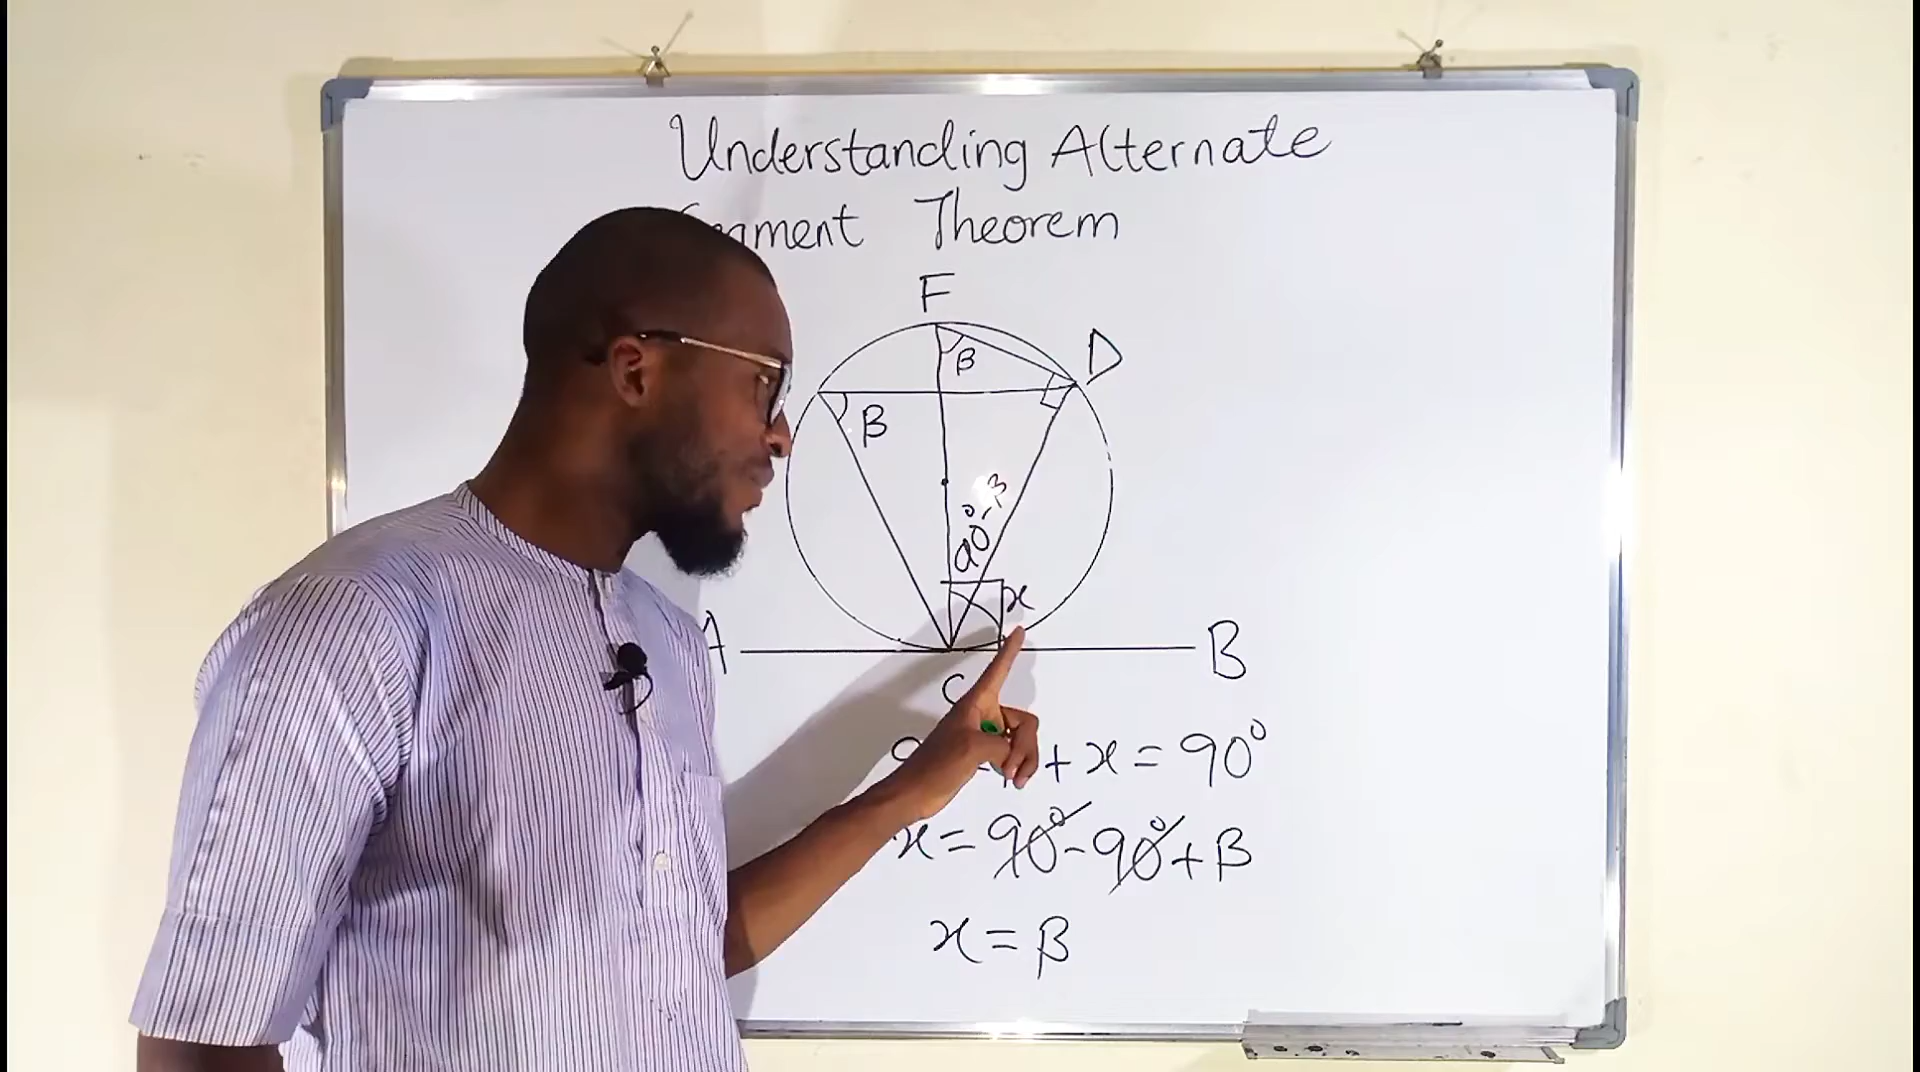 Understanding Alternate
Theorem
F
D
β
B
90°-β
x
A
B
C
+ x = 90°
x = 90° - 90° + β
x = β